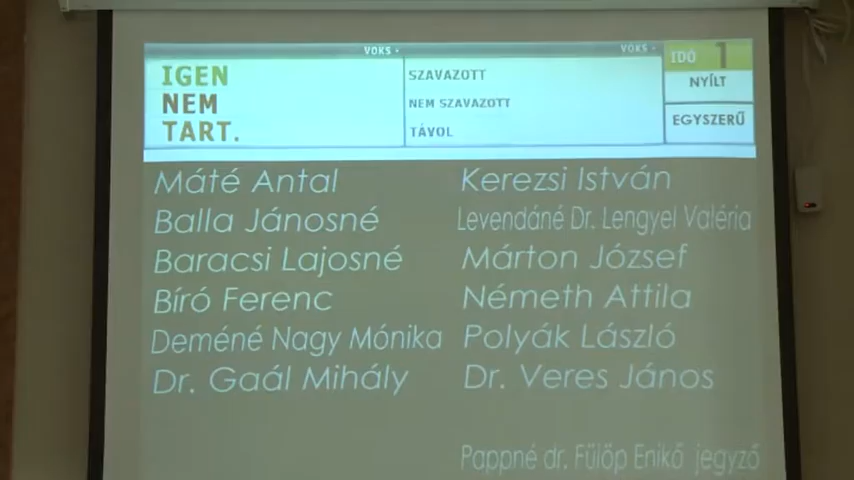 VOKS
VOKS
IGEN
NEM
TART.
SZAVAZOTT
NEM SZAVAZOTT
TÁVOL
IDŐ 1
NYÍLT
EGYSZERŰ
Máté Antal
Balla Jánosné
Baracsi Lajosné
Bíró Ferenc
Deméné Nagy Mónika
Dr. Gaál Mihály
Kerezsi István
Levendáné Dr. Lengyel Valéria
Márton József
Németh Attila
Polyák László
Dr. Veres János
Pappné dr. Fülöp Enikő jegyző